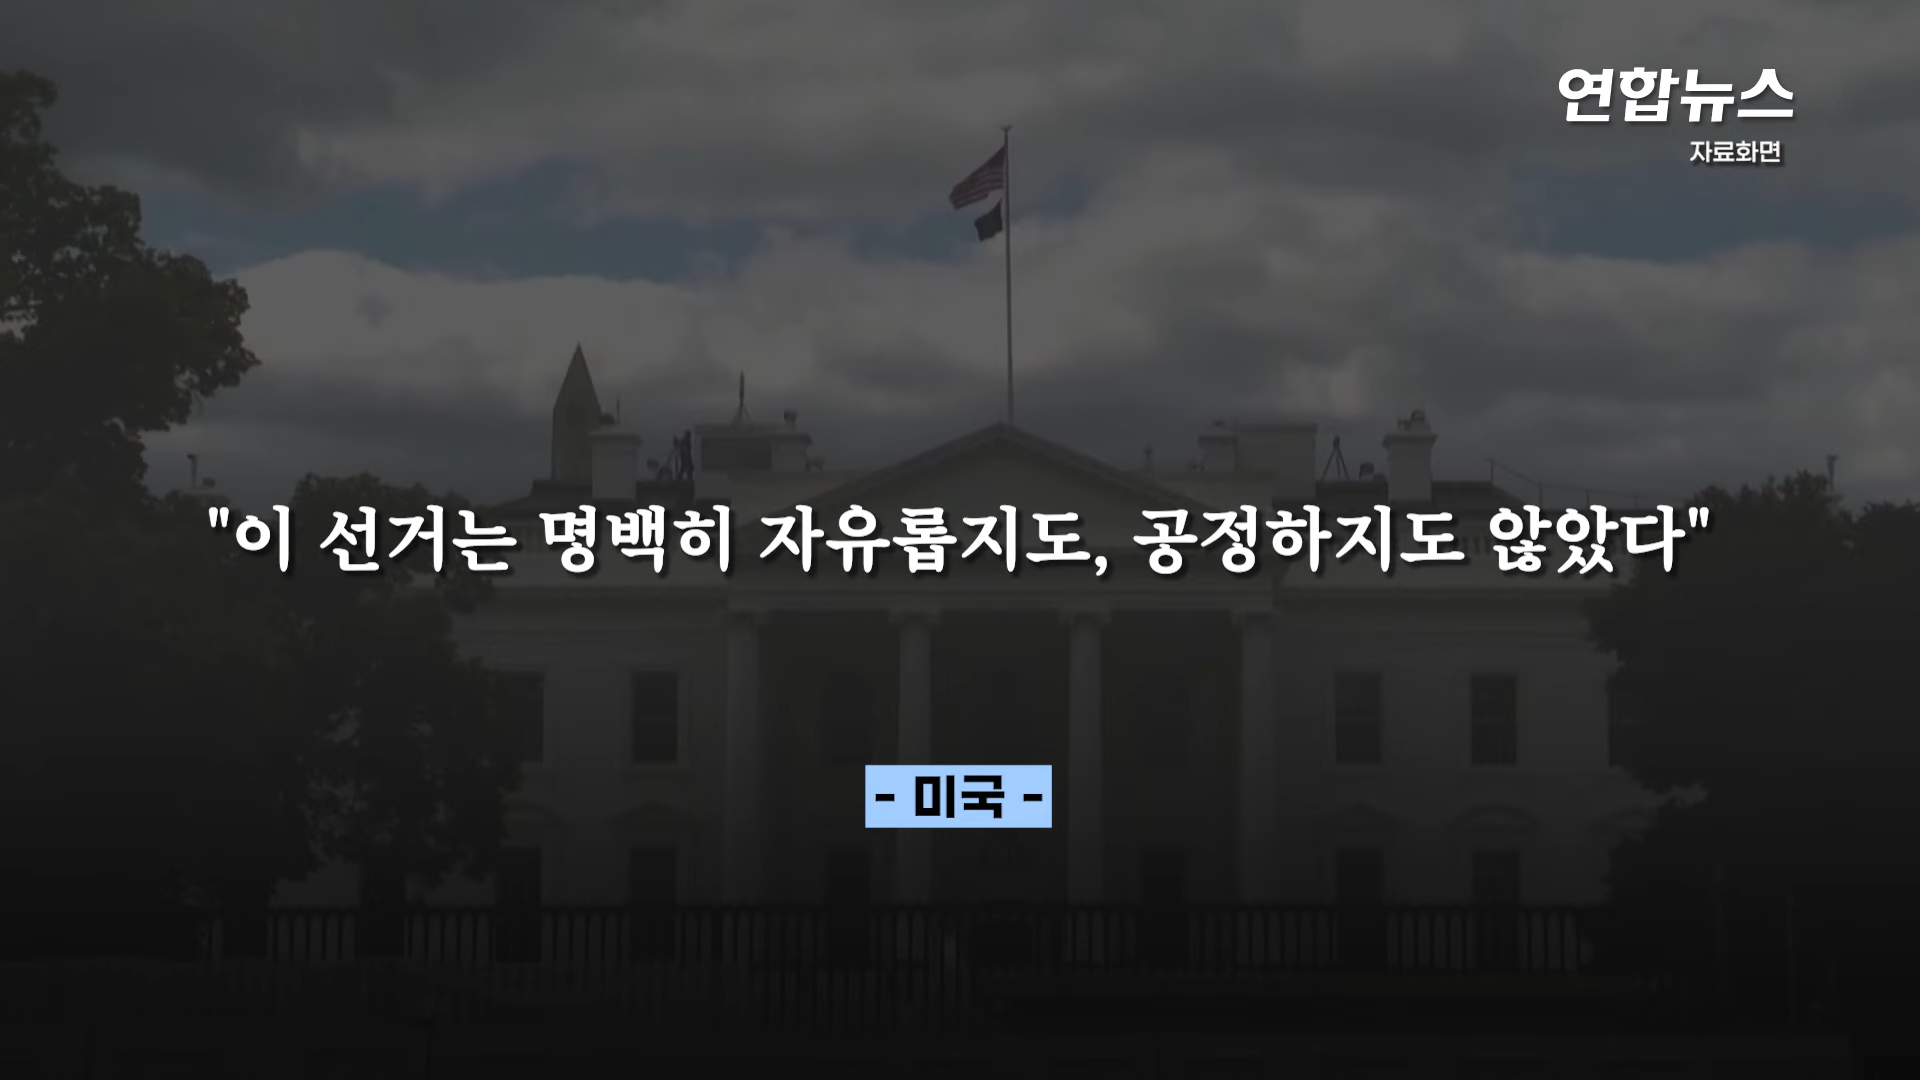 연합뉴스
자료화면
"이 선거는 명백히 자유롭지도, 공정하지도 않았다"
- 미국 -